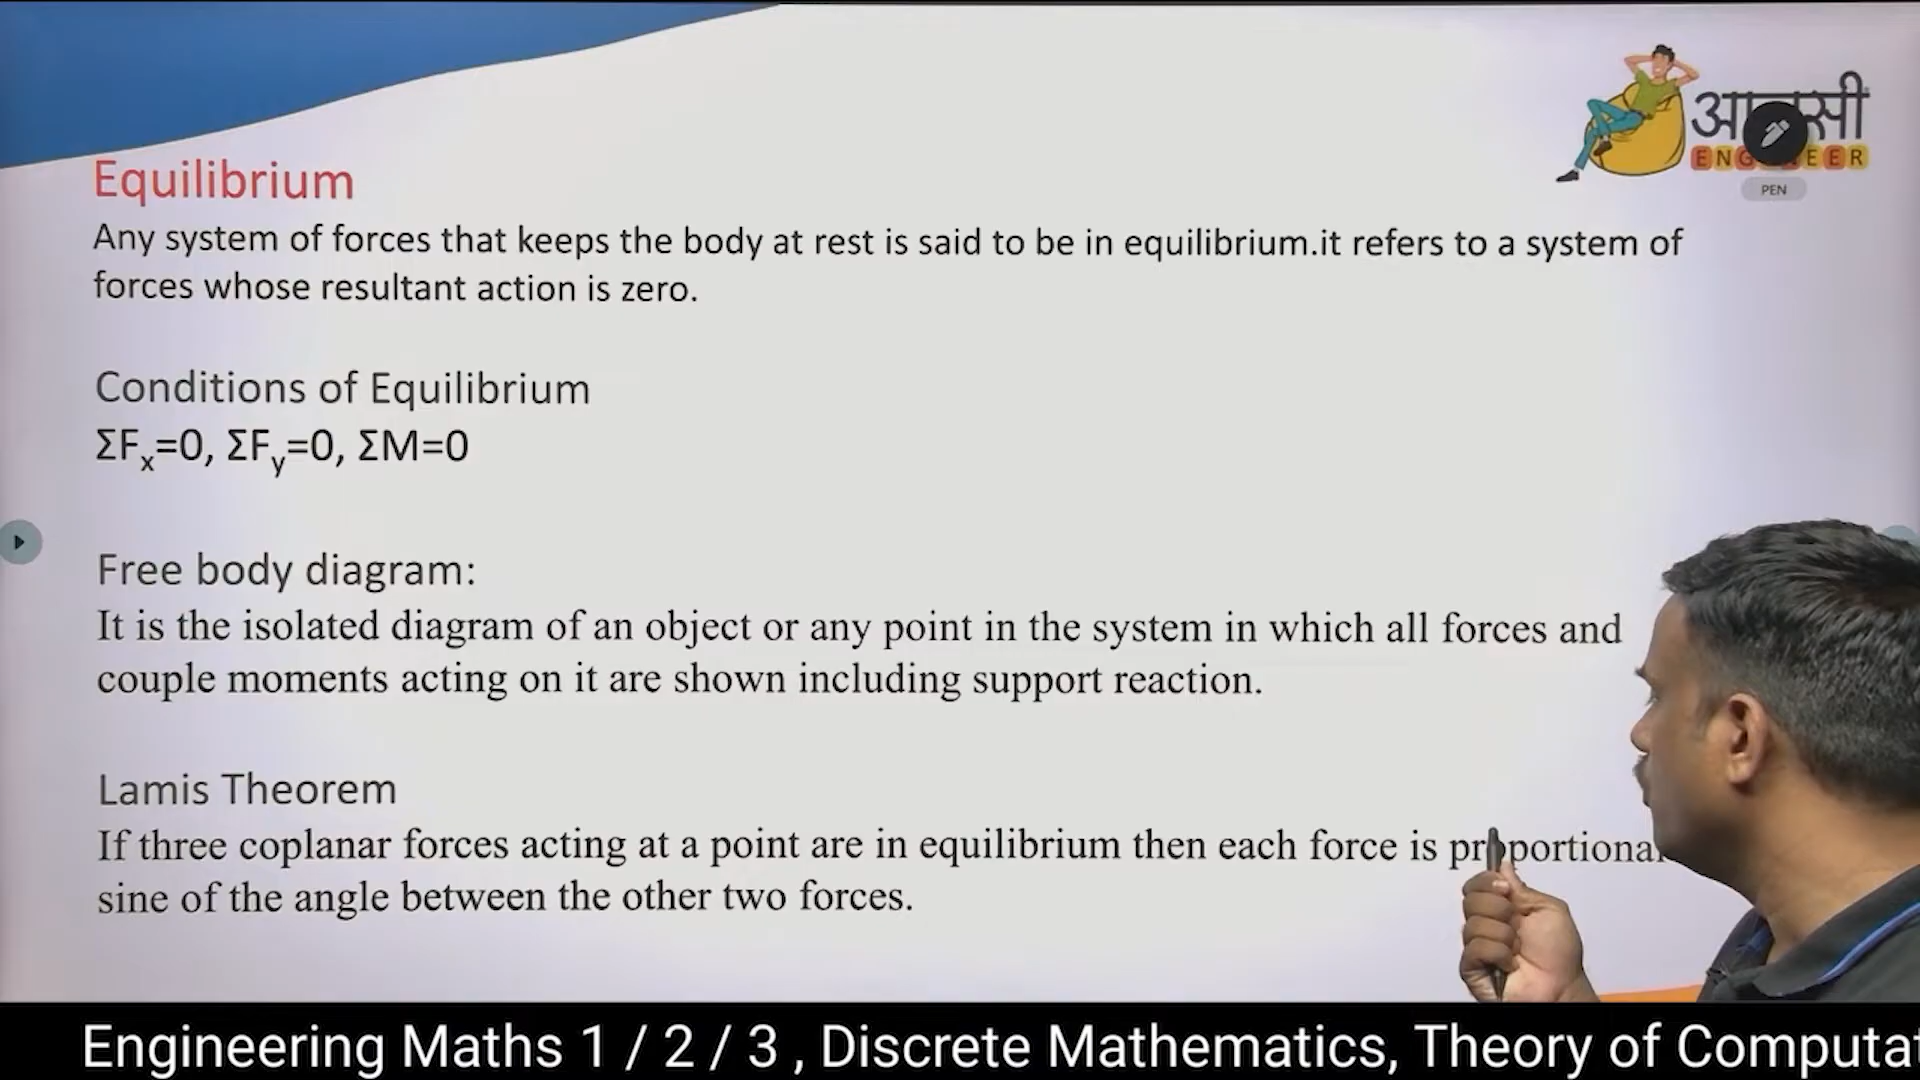 ENGINEER
PEN
Equilibrium
Any system of forces that keeps the body at rest is said to be in equilibrium.it refers to a system of
forces whose resultant action is zero.
Conditions of Equilibrium
ΣFx=0, ΣFy=0, ΣM=0
Free body diagram:
It is the isolated diagram of an object or any point in the system in which all forces and
couple moments acting on it are shown including support reaction.
Lamis Theorem
If three coplanar forces acting at a point are in equilibrium then each force is proportional
sine of the angle between the other two forces.
Engineering Maths 1 / 2 / 3 , Discrete Mathematics, Theory of Computat